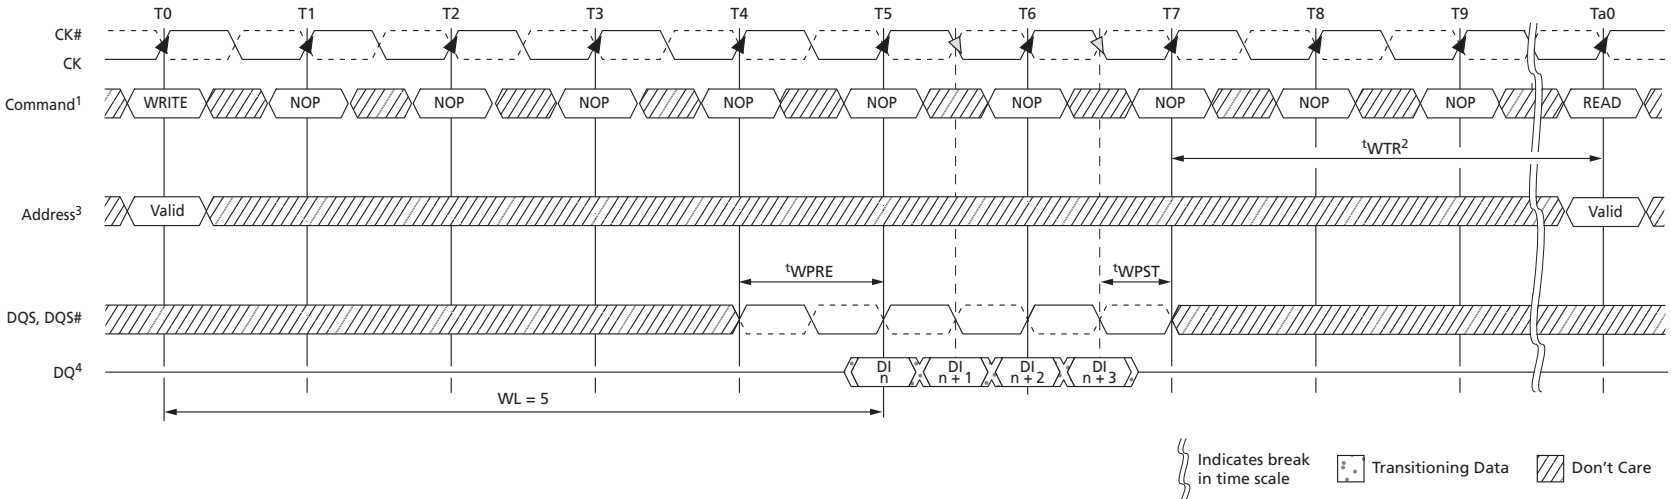 T0 T1 T2 T3 T4 T5 T6 T7 T8 T9 Ta0
CK#
CK
Command1 WRITE NOP NOP NOP NOP NOP NOP NOP NOP NOP READ
tWTR2
Address3 Valid Valid
tWPRE tWPST
DQS, DQS#
DQ4 DI n DI n + 1 DI n + 2 DI n + 3
WL = 5
Indicates break
in time scale
Transitioning Data
Don't Care